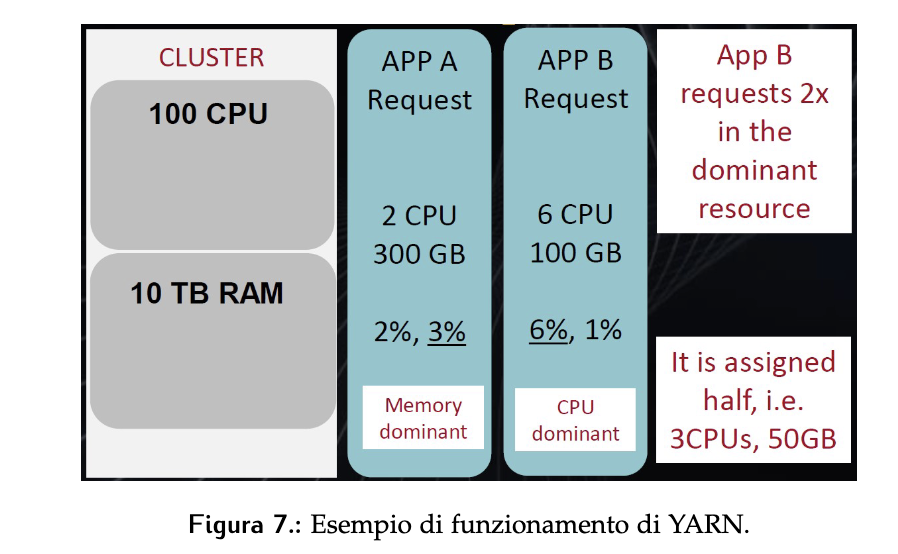 CLUSTER
100 CPU
10 TB RAM
APP A
Request
2 CPU
300 GB
2%, 3%
Memory
dominant
APP B
Request
6 CPU
100 GB
6%, 1%
CPU
dominant
App B
requests 2x
in the
dominant
resource
It is assigned
half, i.e.
3CPUs, 50GB
Figura 7.: Esempio di funzionamento di YARN.